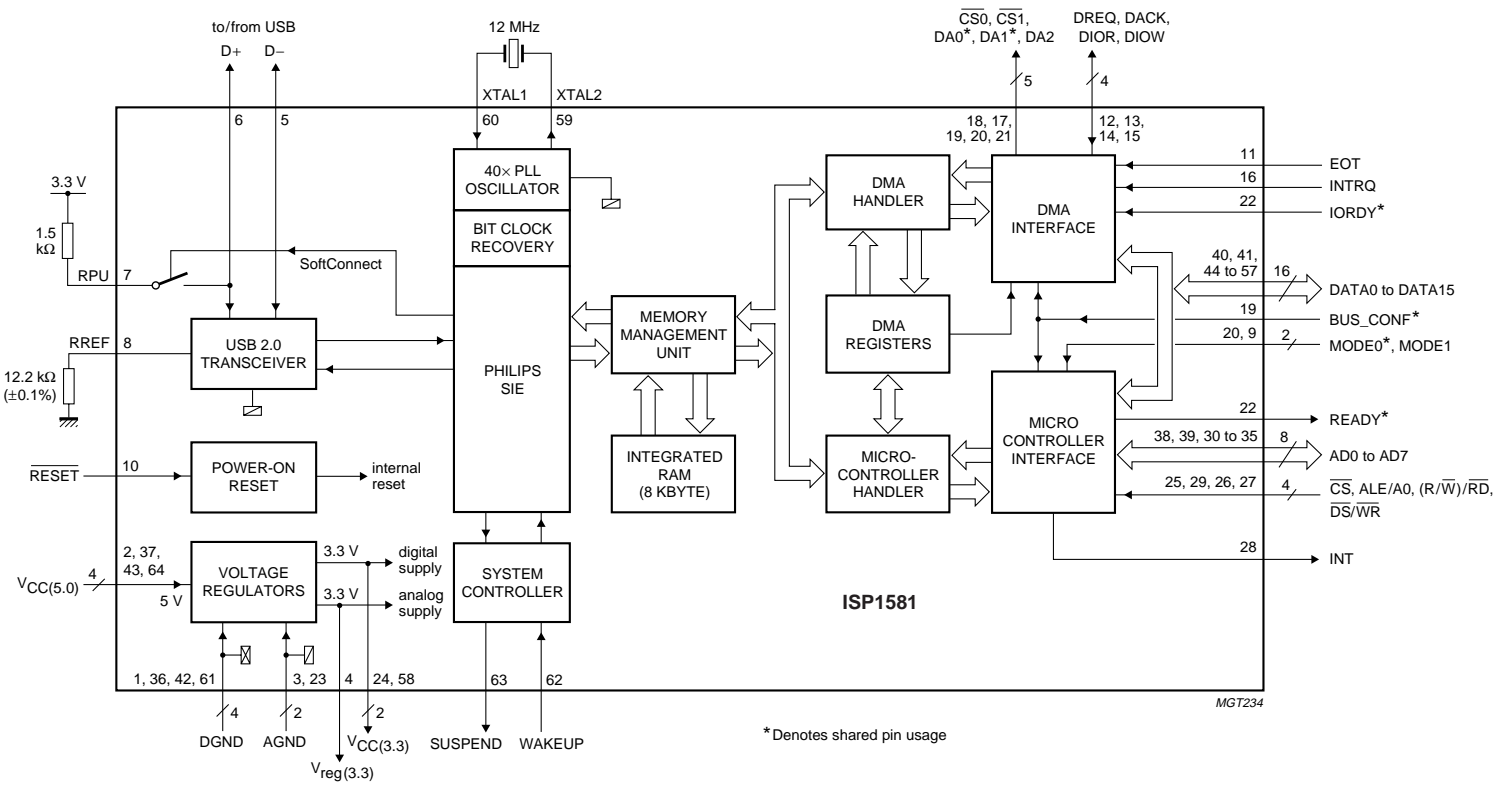 to/from USB
D+ D−
12 MHz
CS0, CS1,
DA0*, DA1*, DA2
DREQ, DACK,
DIOR, DIOW
5
4
XTAL1
XTAL2
6
5
60
59
18, 17,
19, 20, 21
12, 13,
14, 15
3.3 V
1.5
kΩ
RPU
7
SoftConnect
40× PLL
OSCILLATOR
BIT CLOCK
RECOVERY
PHILIPS
SIE
RREF
8
USB 2.0
TRANSCEIVER
12.2 kΩ
(±0.1%)
MEMORY
MANAGEMENT
UNIT
INTEGRATED
RAM
(8 KBYTE)
DMA
HANDLER
DMA
REGISTERS
MICRO-
CONTROLLER
HANDLER
DMA
INTERFACE
MICRO
CONTROLLER
INTERFACE
11
EOT
16
INTRQ
22
IORDY*
40, 41,
44 to 57
16
DATA0 to DATA15
19
BUS_CONF*
20, 9
2
MODE0*, MODE1
22
READY*
38, 39, 30 to 35
8
AD0 to AD7
25, 29, 26, 27
4
CS, ALE/A0, (R/W)/RD,
DS/WR
28
INT
RESET
10
POWER-ON
RESET
internal
reset
VCC(5.0)
4
2, 37,
43, 64
5 V
VOLTAGE
REGULATORS
3.3 V
digital
supply
3.3 V
analog
supply
SYSTEM
CONTROLLER
ISP1581
1, 36, 42, 61
3, 23
4
24, 58
63
62
4
2
2
DGND
AGND
VCC(3.3)
Vreg(3.3)
SUSPEND
WAKEUP
MGT234
*Denotes shared pin usage